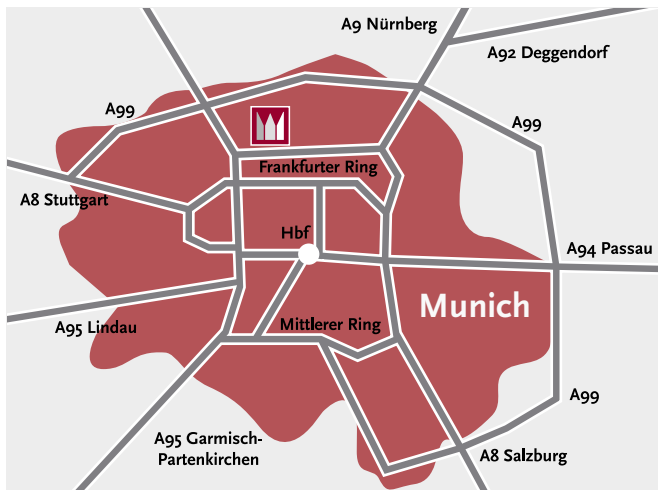 A9 Nürnberg
A92 Deggendorf
A99
A99
Frankfurter Ring
A8 Stuttgart
Hbf
A94 Passau
Munich
A95 Lindau
Mittlerer Ring
A99
A95 Garmisch-
Partenkirchen
A8 Salzburg